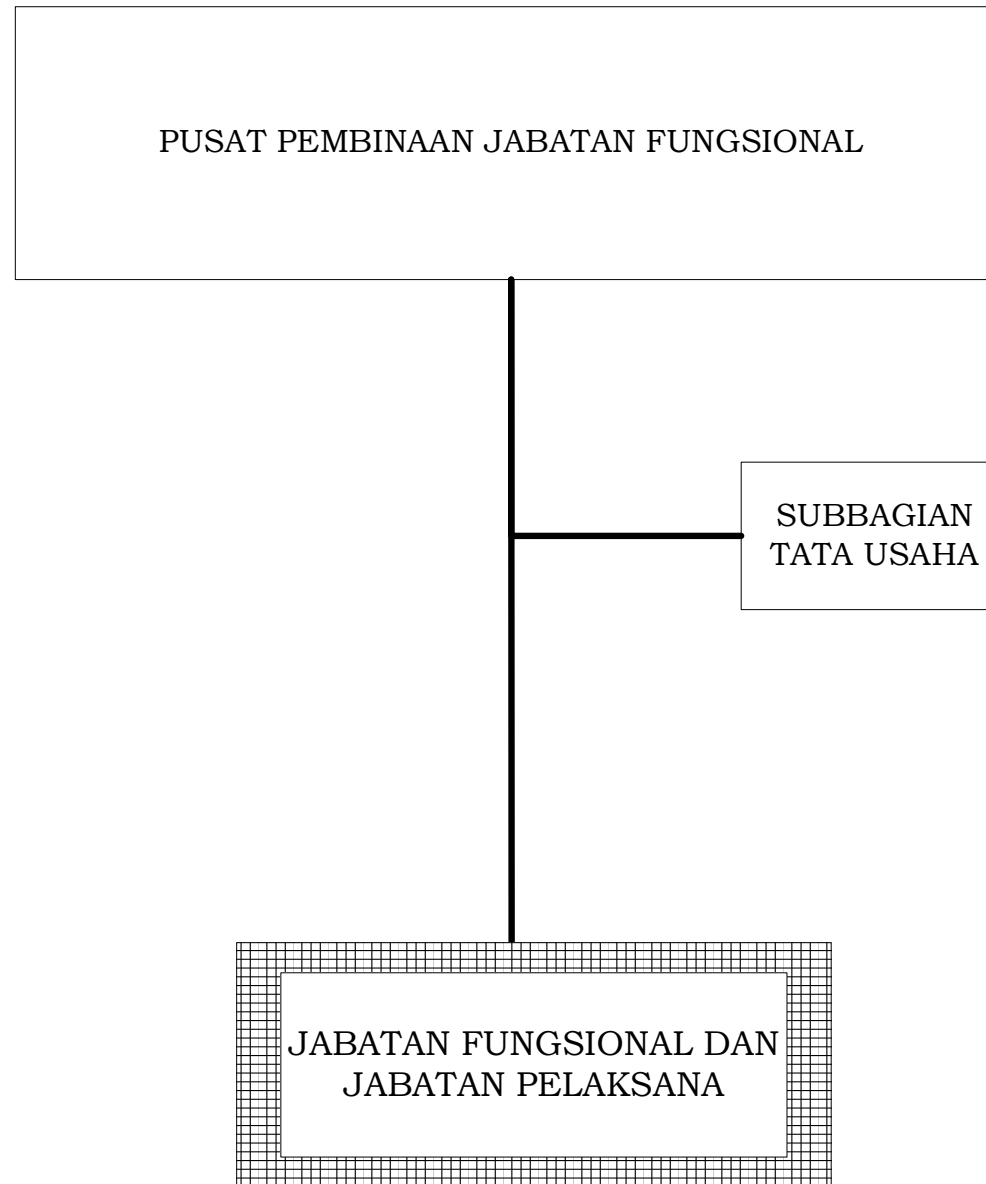 PUSAT PEMBINAAN JABATAN FUNGSIONAL
SUBBAGIAN
TATA USAHA
JABATAN FUNGSIONAL DAN
JABATAN PELAKSANA